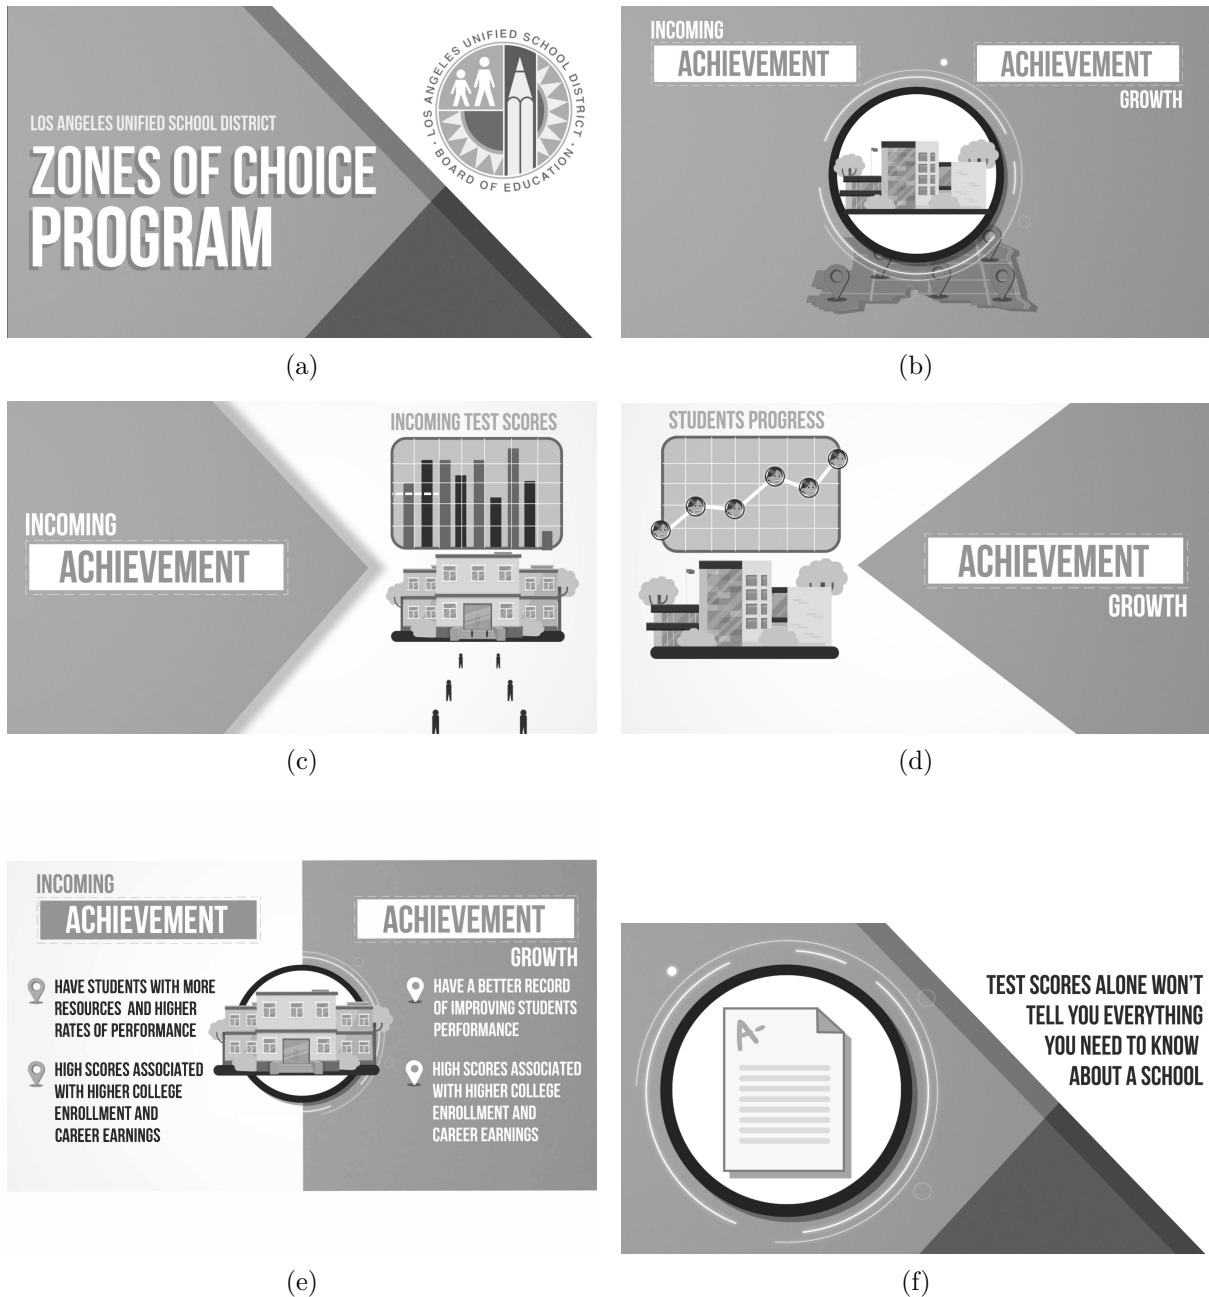 LOS ANGELES UNIFIED SCHOOL DISTRICT
ZONES OF CHOICE
PROGRAM
LOS ANGELES UNIFIED SCHOOL DISTRICT
· BOARD OF EDUCATION ·
(a)
INCOMING
ACHIEVEMENT
ACHIEVEMENT
GROWTH
(b)
INCOMING
ACHIEVEMENT
INCOMING TEST SCORES
(c)
STUDENTS PROGRESS
ACHIEVEMENT
GROWTH
(d)
INCOMING
ACHIEVEMENT
HAVE STUDENTS WITH MORE
RESOURCES AND HIGHER
RATES OF PERFORMANCE
HIGH SCORES ASSOCIATED
WITH HIGHER COLLEGE
ENROLLMENT AND
CAREER EARNINGS
ACHIEVEMENT
GROWTH
HAVE A BETTER RECORD
OF IMPROVING STUDENTS
PERFORMANCE
HIGH SCORES ASSOCIATED
WITH HIGHER COLLEGE
ENROLLMENT AND
CAREER EARNINGS
(e)
A-
TEST SCORES ALONE WON'T
TELL YOU EVERYTHING
YOU NEED TO KNOW
ABOUT A SCHOOL
(f)